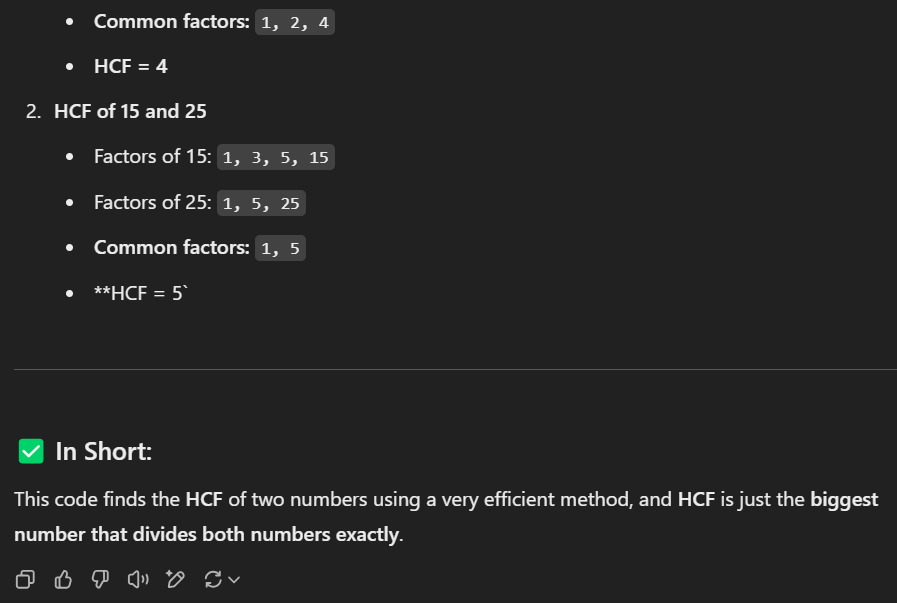 • Common factors: 1, 2, 4
• HCF = 4
2. HCF of 15 and 25
• Factors of 15: 1, 3, 5, 15
• Factors of 25: 1, 5, 25
• Common factors: 1, 5
• **HCF = 5`
✅ In Short:
This code finds the HCF of two numbers using a very efficient method, and HCF is just the biggest
number that divides both numbers exactly.